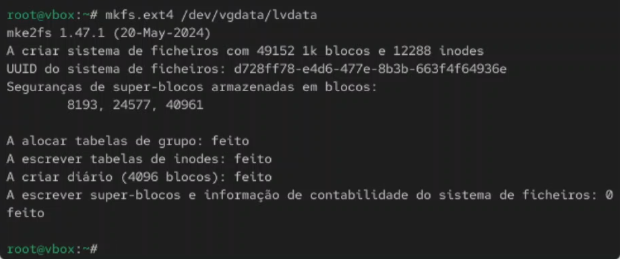 root@vbox:~# mkfs.ext4 /dev/vgdata/lvdata
mke2fs 1.47.1 (20-May-2024)
A criar sistema de ficheiros com 49152 1k blocos e 12288 inodes
UUID do sistema de ficheiros: d728ff78-e4d6-477e-8b3b-663f4f64936e
Seguranças de super-blocos armazenadas em blocos:
8193, 24577, 40961
A alocar tabelas de grupo: feito
A escrever tabelas de inodes: feito
A criar diário (4096 blocos): feito
A escrever super-blocos e informação de contabilidade do sistema de ficheiros: 0
feito
root@vbox:~#